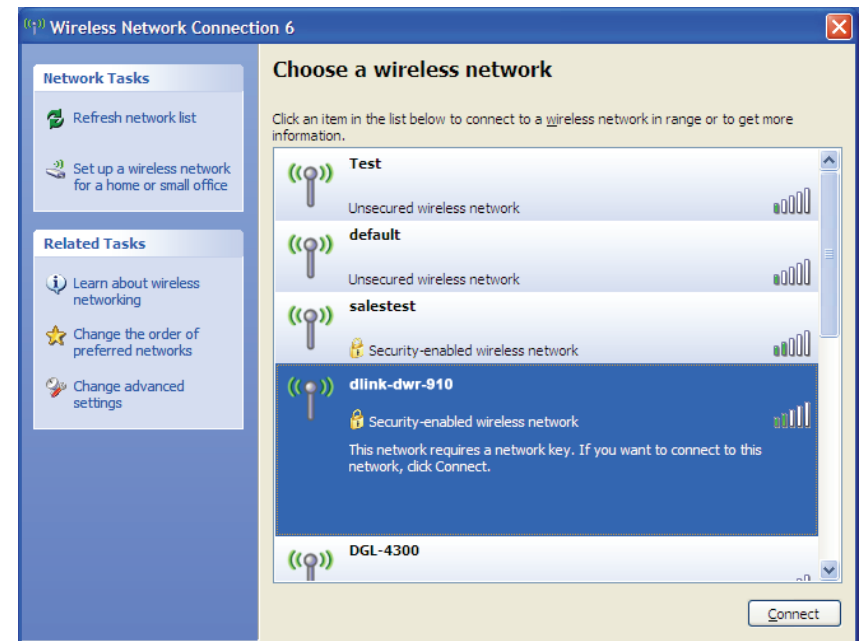 Wireless Network Connection 6
Network Tasks
Refresh network list
Set up a wireless network
for a home or small office
Related Tasks
Learn about wireless
networking
Change the order of
preferred networks
Change advanced
settings
Choose a wireless network
Click an item in the list below to connect to a wireless network in range or to get more
information.
Test
Unsecured wireless network
default
Unsecured wireless network
salestest
Security-enabled wireless network
dlink-dwr-910
Security-enabled wireless network
This network requires a network key. If you want to connect to this
network, click Connect.
DGL-4300
Connect